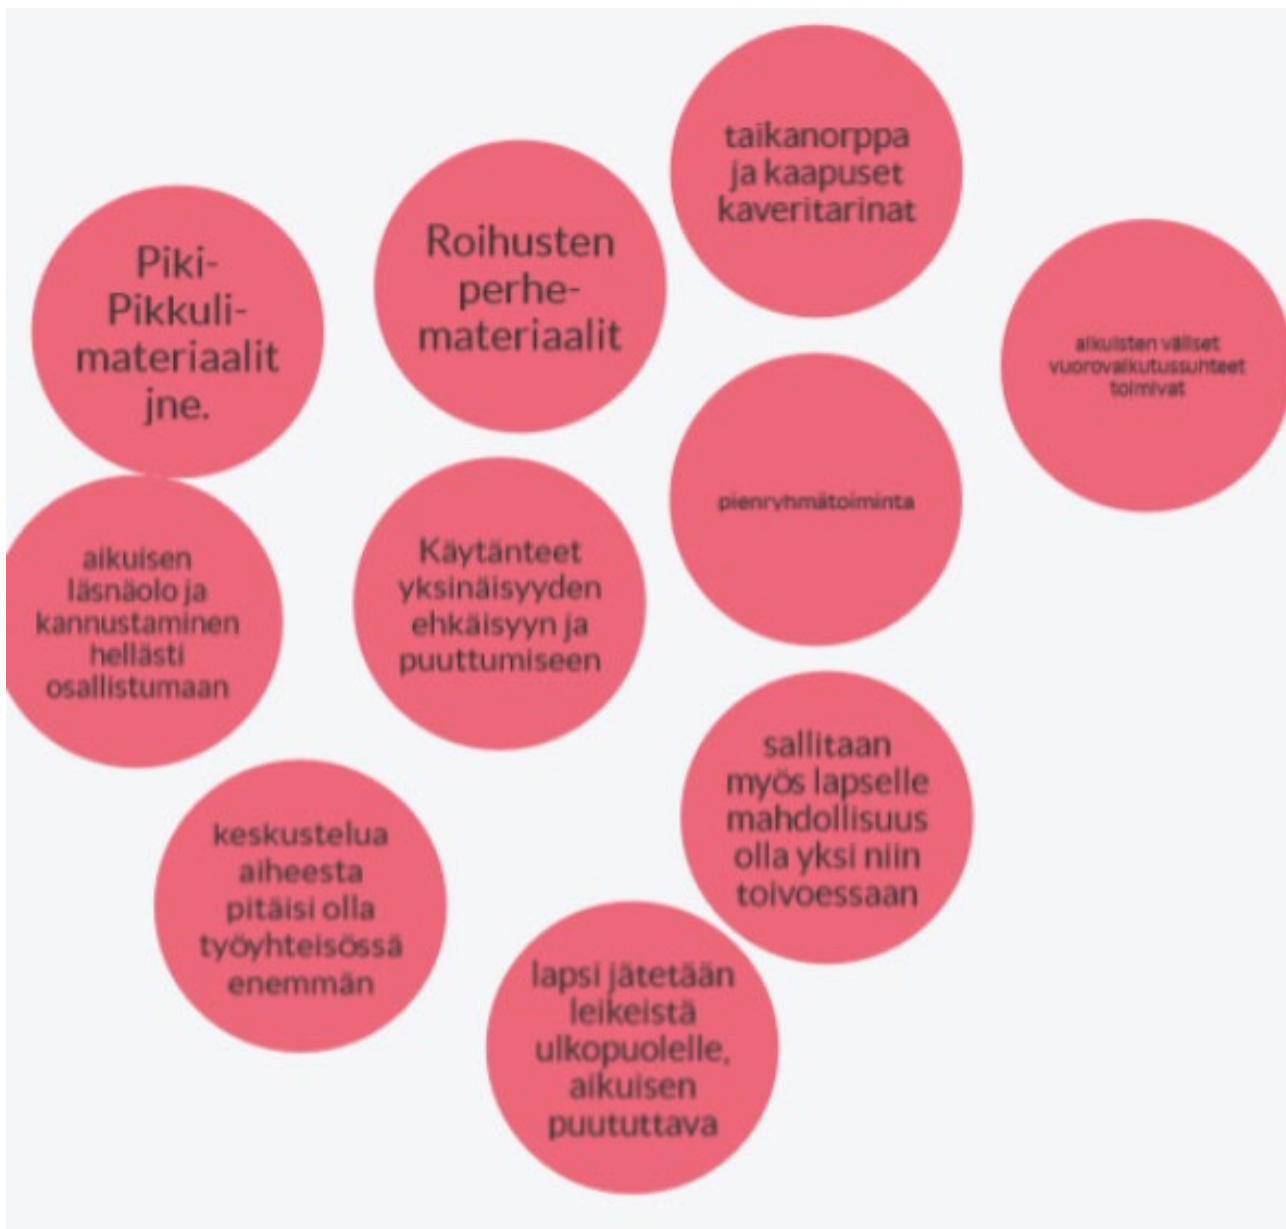 taikanorppa
ja kaapuset
kaveritarinat
Roihusten
perhe-
materiaalit
Piki-
Pikkuli-
materiaalit
jne.
aikuisten väliset
vuorovaikutussuhteet
toimivat
pienryhmätoiminta
Käytänteet
yksinäisyyden
ehkäisyyn ja
puuttumiseen
aikuisen
läsnäolo ja
kannustaminen
hellästi
osallistumaan
sallitaan
myös lapselle
mahdollisuus
olla yksi niin
toivoessaan
keskustelua
aiheesta
pitäisi olla
työyhteisössä
enemmän
lapsi jätetään
leikeistä
ulkopuolelle,
aikuisen
puututtava